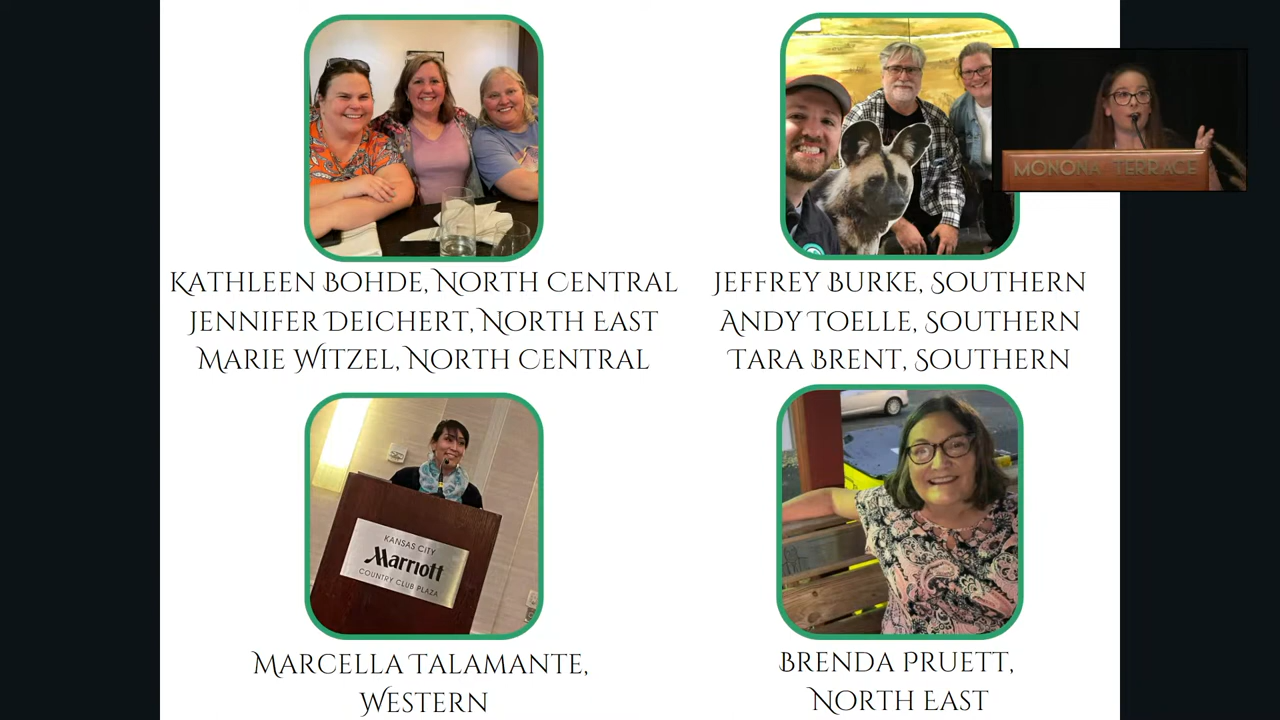 MONONA TERRACE
KATHLEEN BOHDE, NORTH CENTRAL
JENNIFER DEICHERT, NORTH EAST
MARIE WITZEL, NORTH CENTRAL
JEFFREY BURKE, SOUTHERN
ANDY TOELLE, SOUTHERN
TARA BRENT, SOUTHERN
KANSAS CITY
Marriott
COUNTRY CLUB PLAZA
MARCELLA TALAMANTE,
WESTERN
BRENDA PRUETT,
NORTH EAST